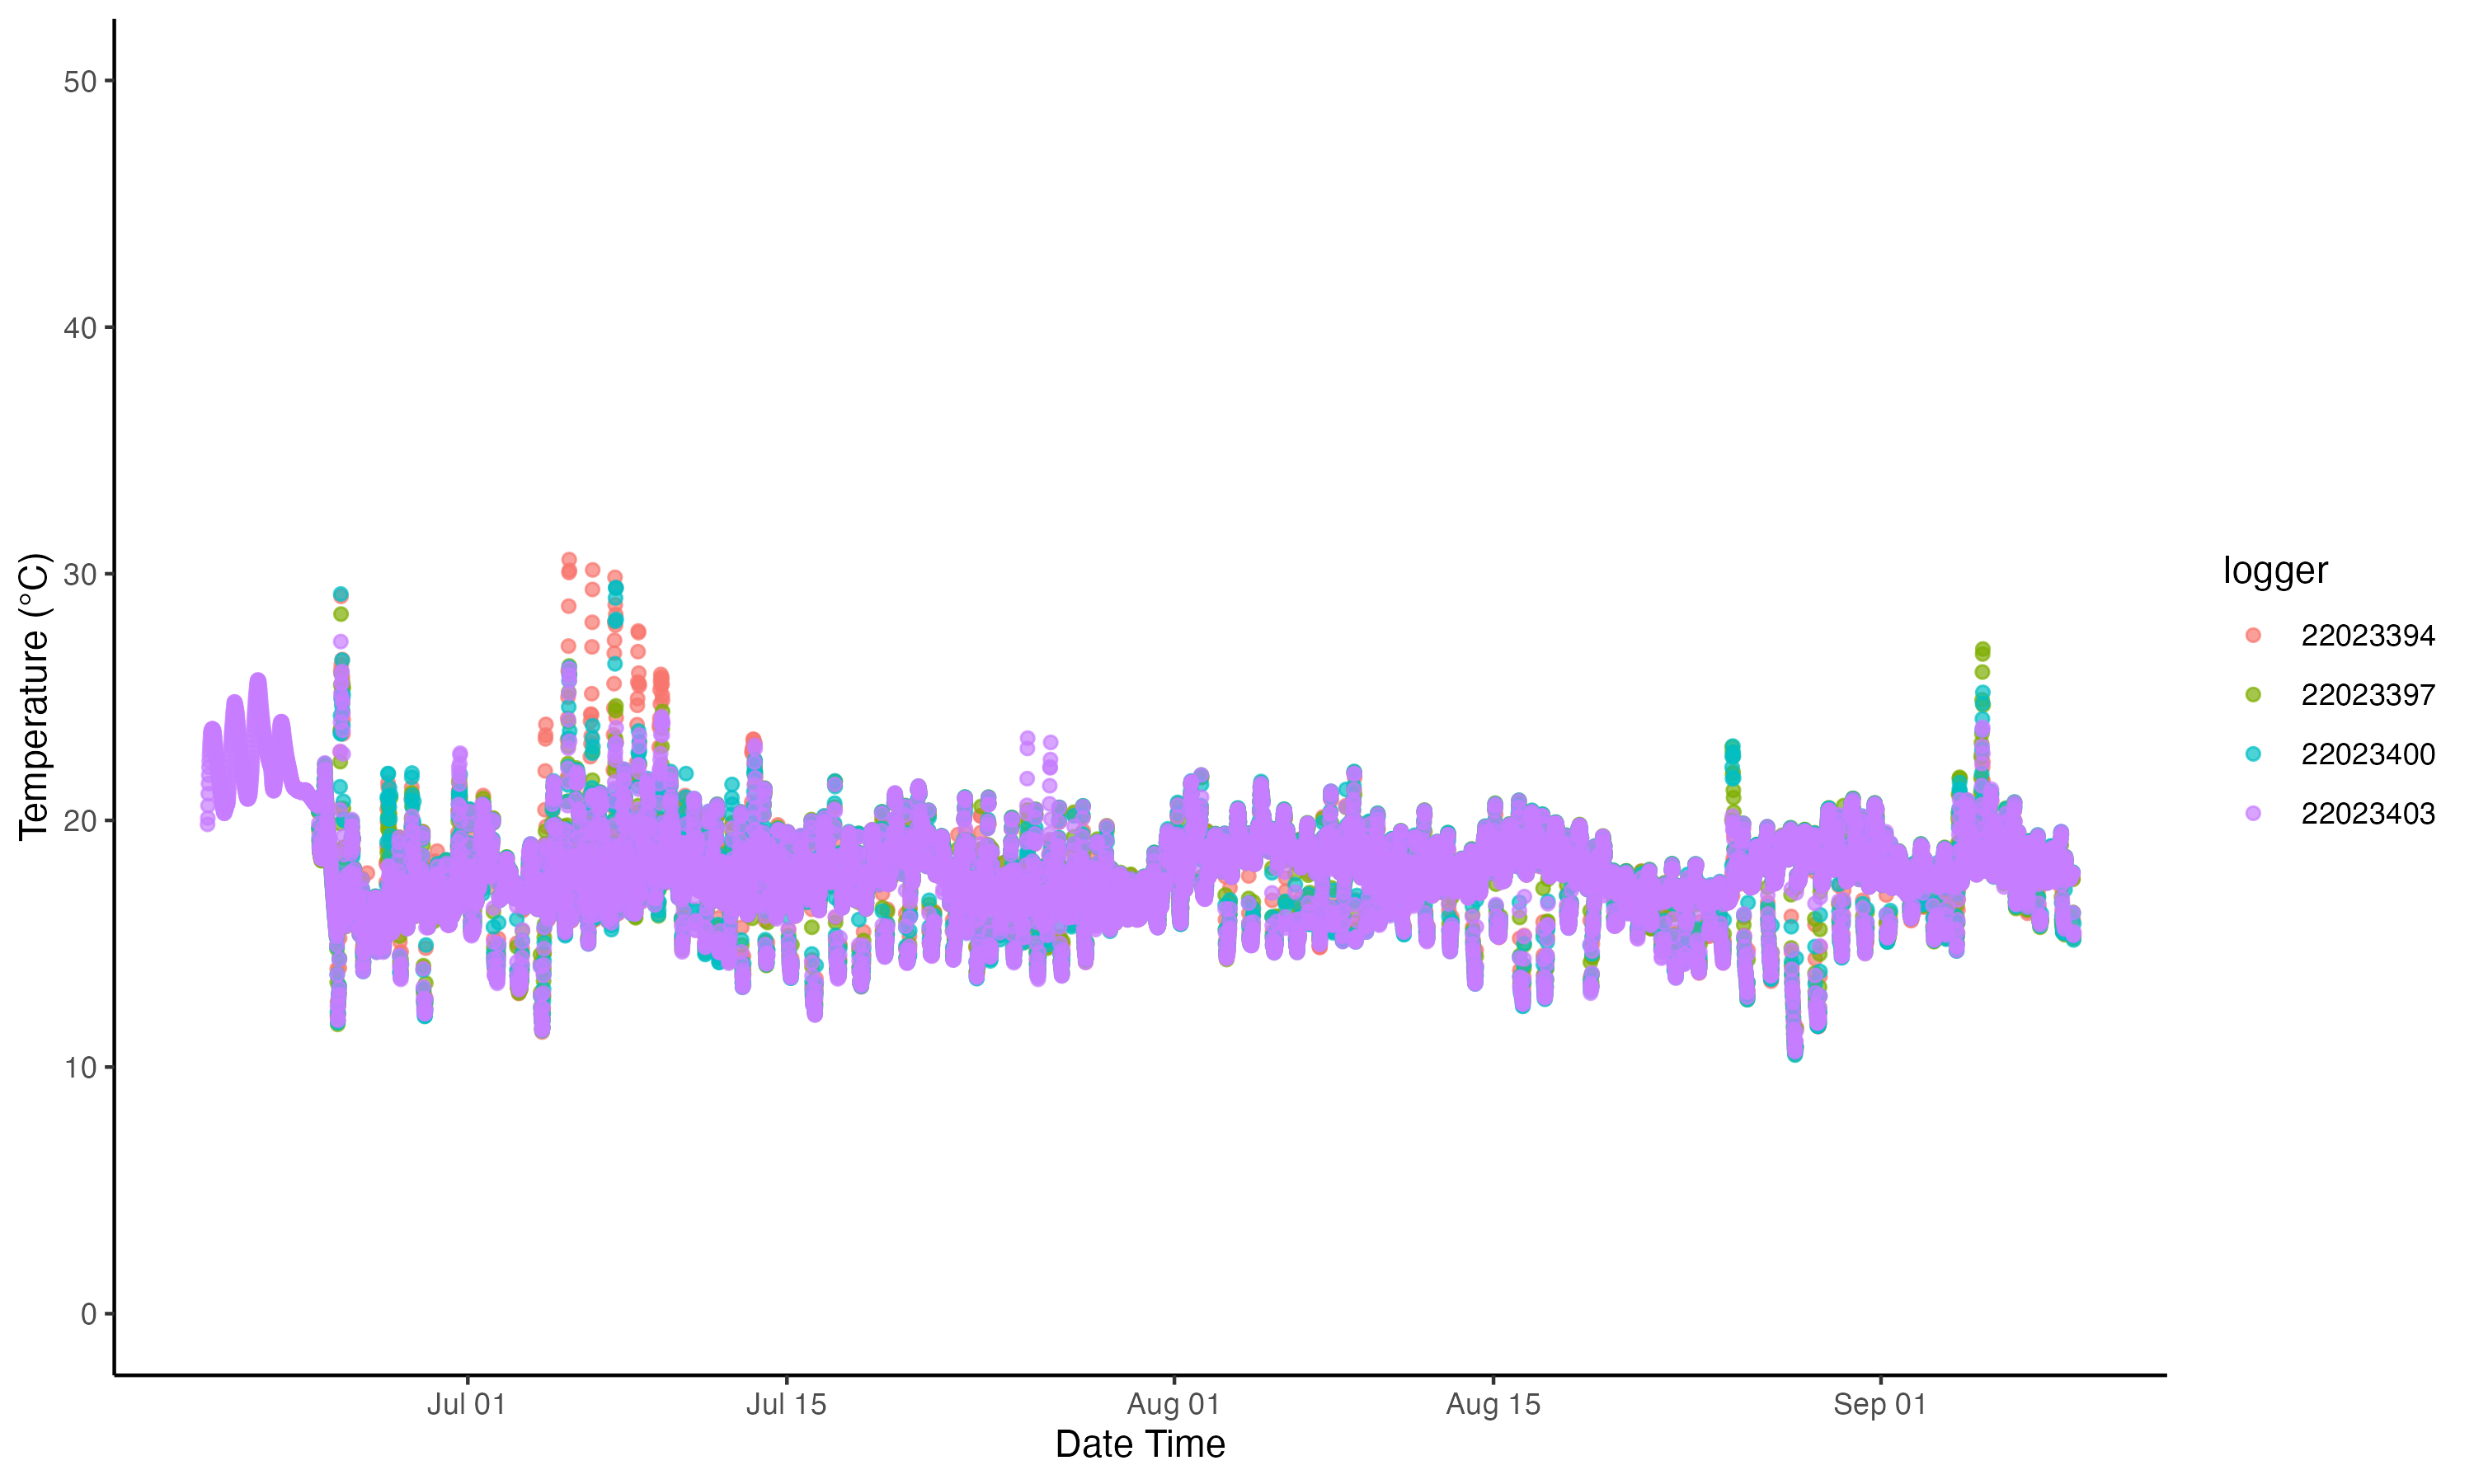 50
40
30
20
10
0
Temperature (°C)
Jul 01
Jul 15
Aug 01
Aug 15
Sep 01
Date Time
logger
22023394
22023397
22023400
22023403